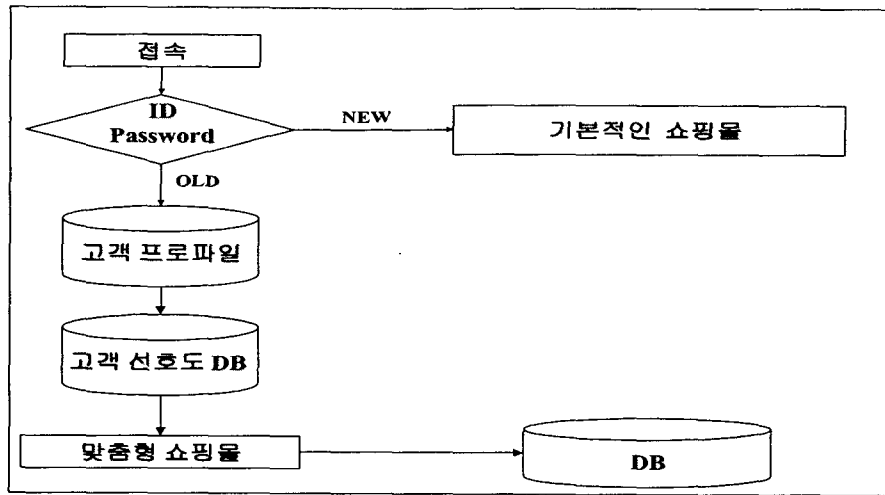 접속
ID
Password
NEW
기본적인 쇼핑몰
OLD
고객 프로파일
고객 선호도 DB
맞춤형 쇼핑몰
DB